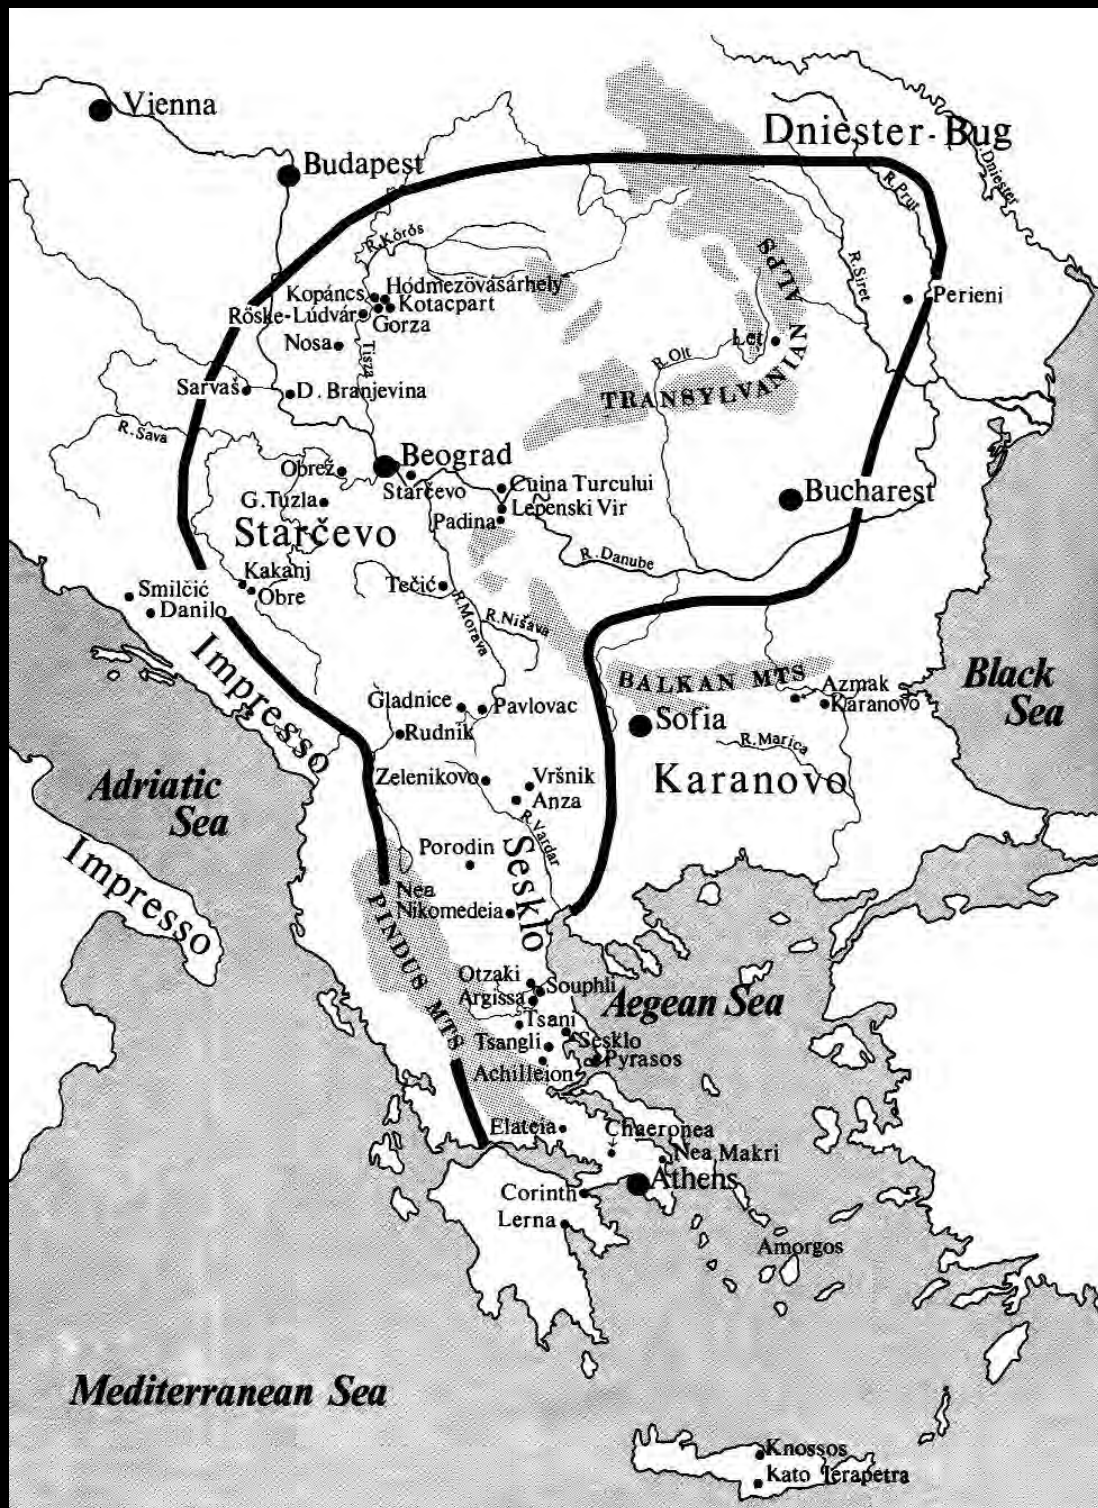 Vienna
Dniester-Bug
Budapest
Dniester
R.Prut
R.Körös
ALPS
R.Siret
Hódmezövásárhely
Kopáncs
Kotacpart
Perieni
Röske-Lúdvár
Gorza
Nosa
Tisza
Let
R.Olt
TRANSYLVANIAN
Sarvaš
D. Branjevina
R.Sava
Beograd
Obrež
Starčevo
Cuina Turcului
Bucharest
G.Tuzla
Lepenski Vir
Padina
Starčevo
R.Danube
Kakanj
Smilčić
Obre
Tečić
Danilo
R.Morava
R.Nišava
Impresso
BALKAN MTS
Black
Sea
Azmak
Karanovo
Gladnice
Pavlovac
Sofia
Rudnik
R.Marica
Zelenikovo
Vršnik
Anza
Karanovo
Adriatic
Sea
R.Vardar
Impresso
Porodin
Sesklo
Nea
Nikomedeia
PINDUS MTS
Otzaki
Souphli
Argissa
Aegean Sea
Tsani
Tsangli
Sesklo
Pyrasos
Achilleion
Elateia
Chaeronea
Nea Makri
Athens
Corinth
Lerna
Amorgos
Mediterranean Sea
Knossos
Kato Ierapetra